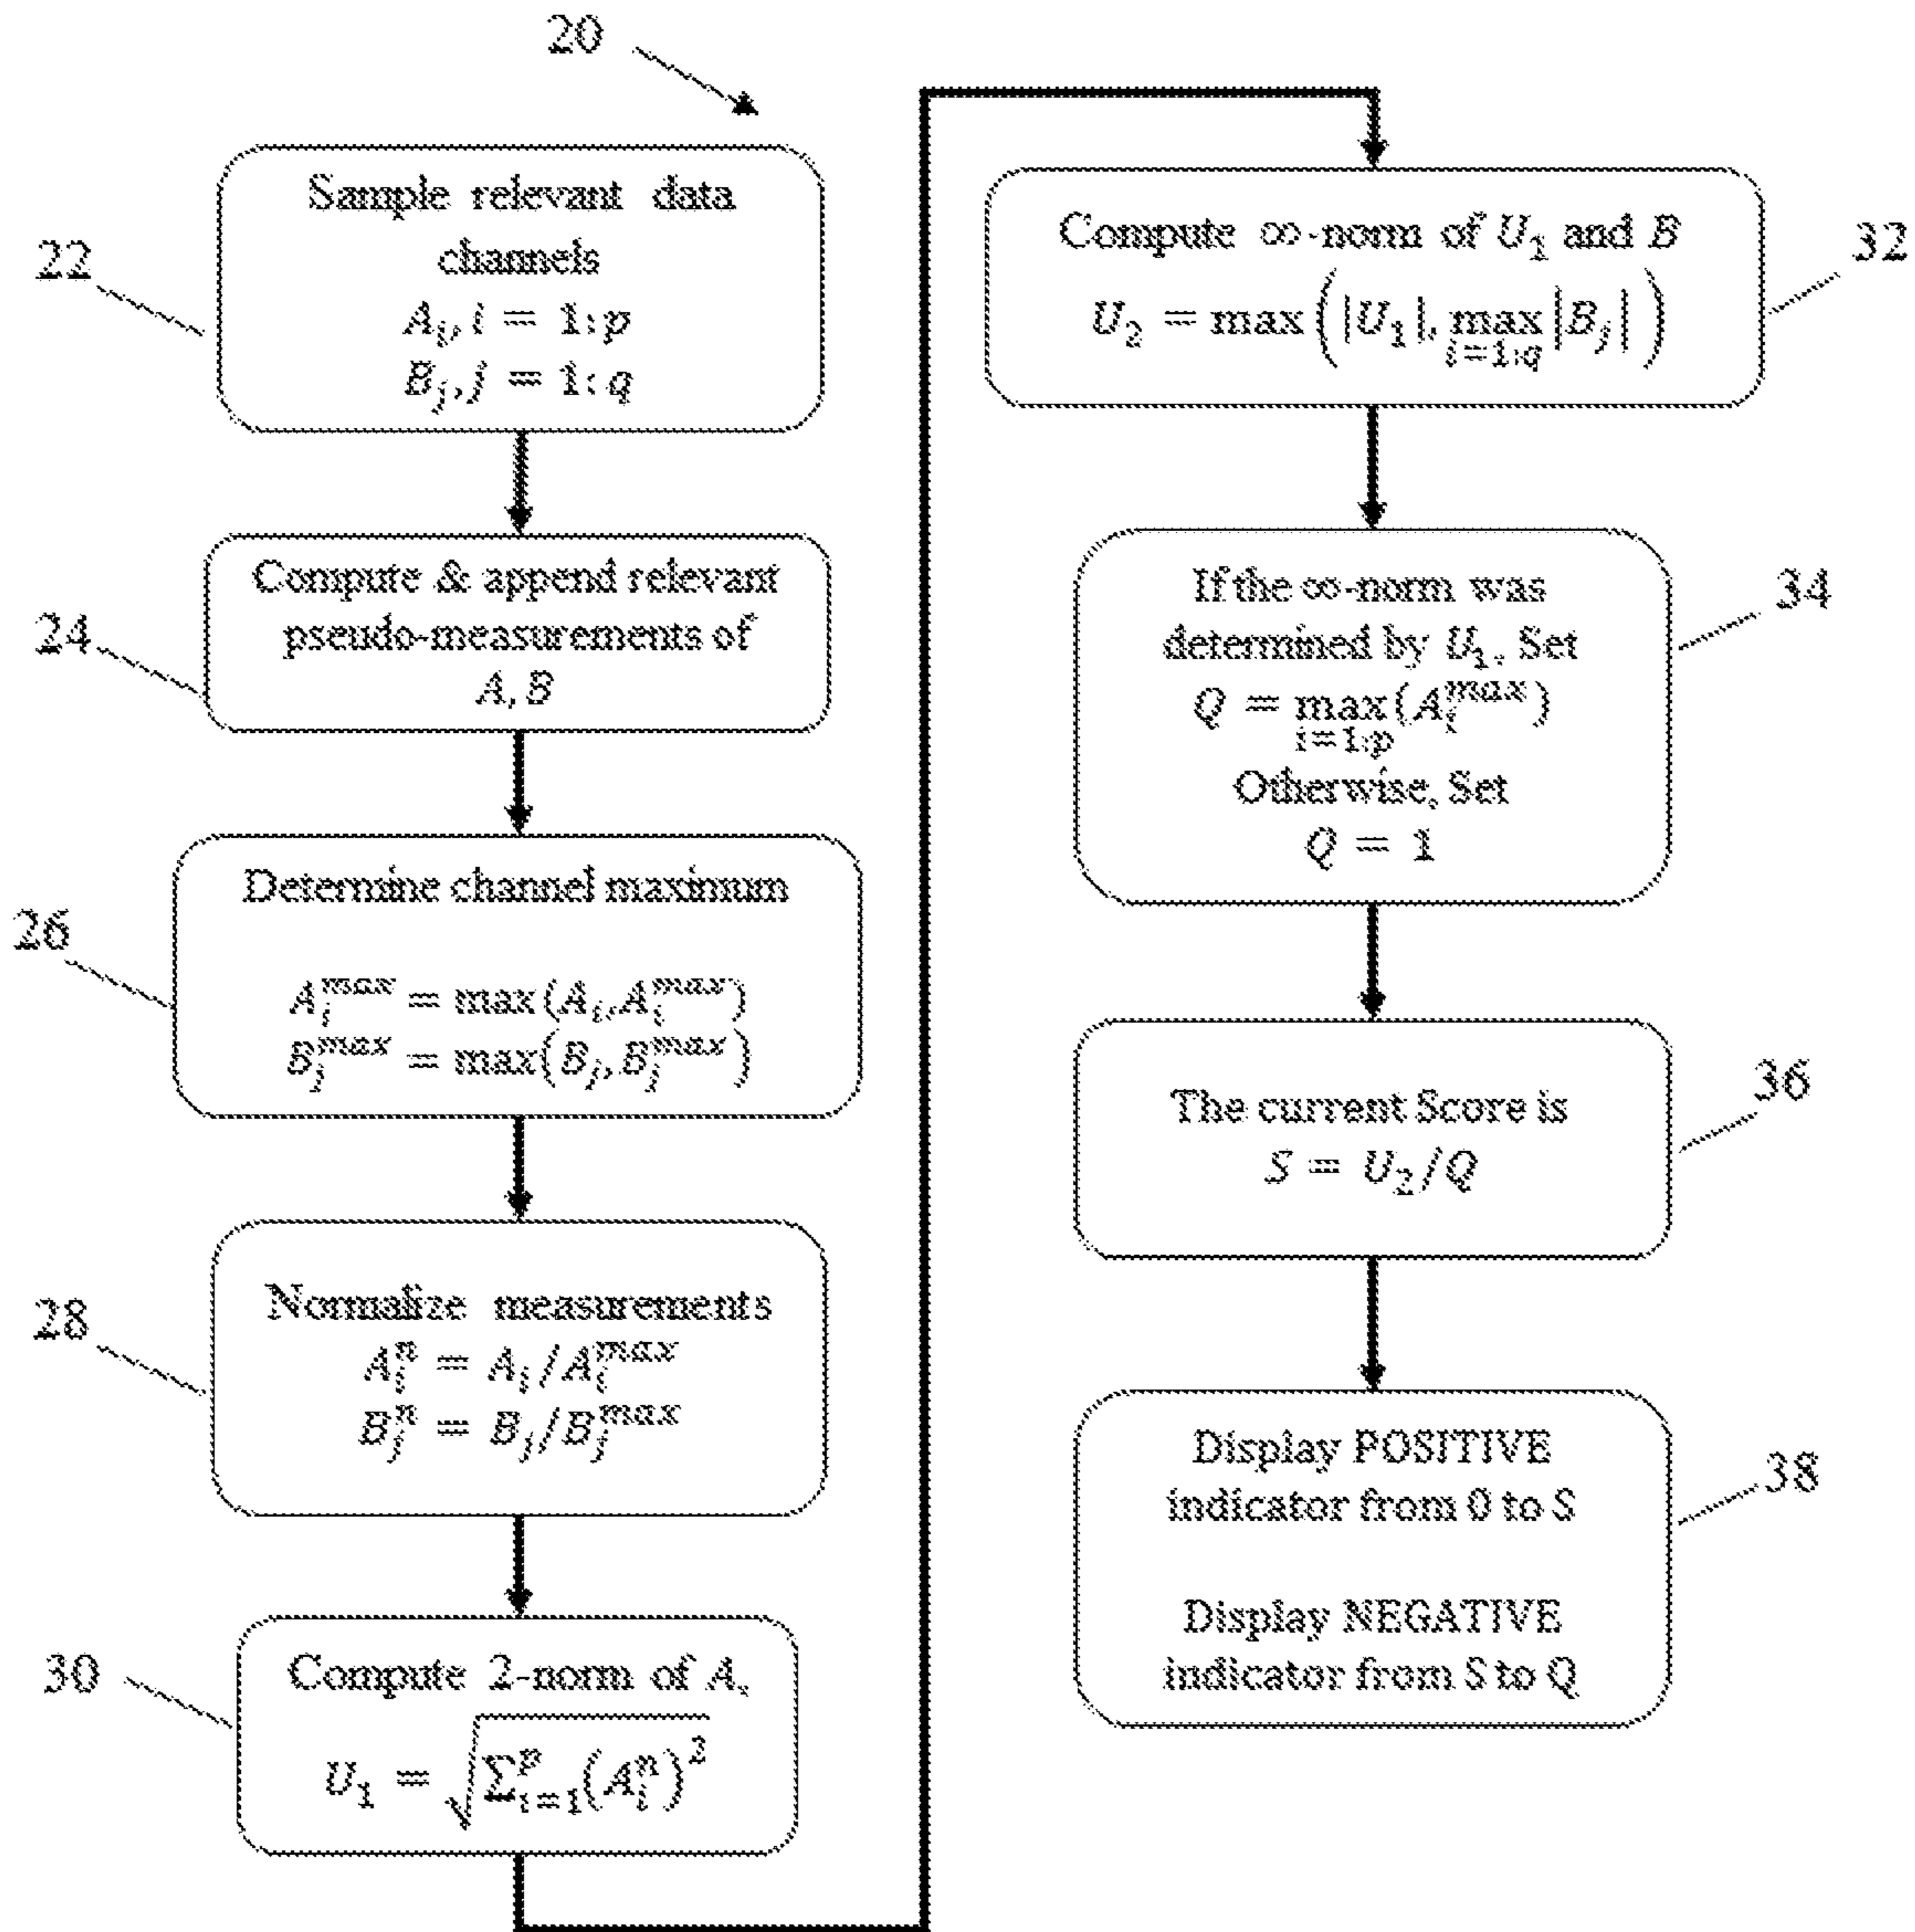 20
22
Sample relevant data
channels
A_i, i = 1:p
B_j, j = 1:q
24
Compute & append relevant
pseudo-measurements of
A, B
26
Determine channel maximum
A_i^{max} = max(A_i, A_i^{max})
B_j^{max} = max(B_j, B_j^{max})
28
Normalize measurements
A_i^n = A_i / A_i^{max}
B_j^n = B_j / B_j^{max}
30
Compute 2-norm of A,
U_1 = √(Σ_{i=1}^p (A_i^n)^2)
32
Compute ∞-norm of U_1 and B
U_2 = max(|U_1|, max_{i=1:q} |B_j|)
34
If the ∞-norm was
determined by U_1, Set
Q = max_{i=1:p} (A_i^{max})
Otherwise, Set
Q = 1
36
The current Score is
S = U_2/Q
38
Display POSITIVE
indicator from 0 to S
Display NEGATIVE
indicator from S to Q